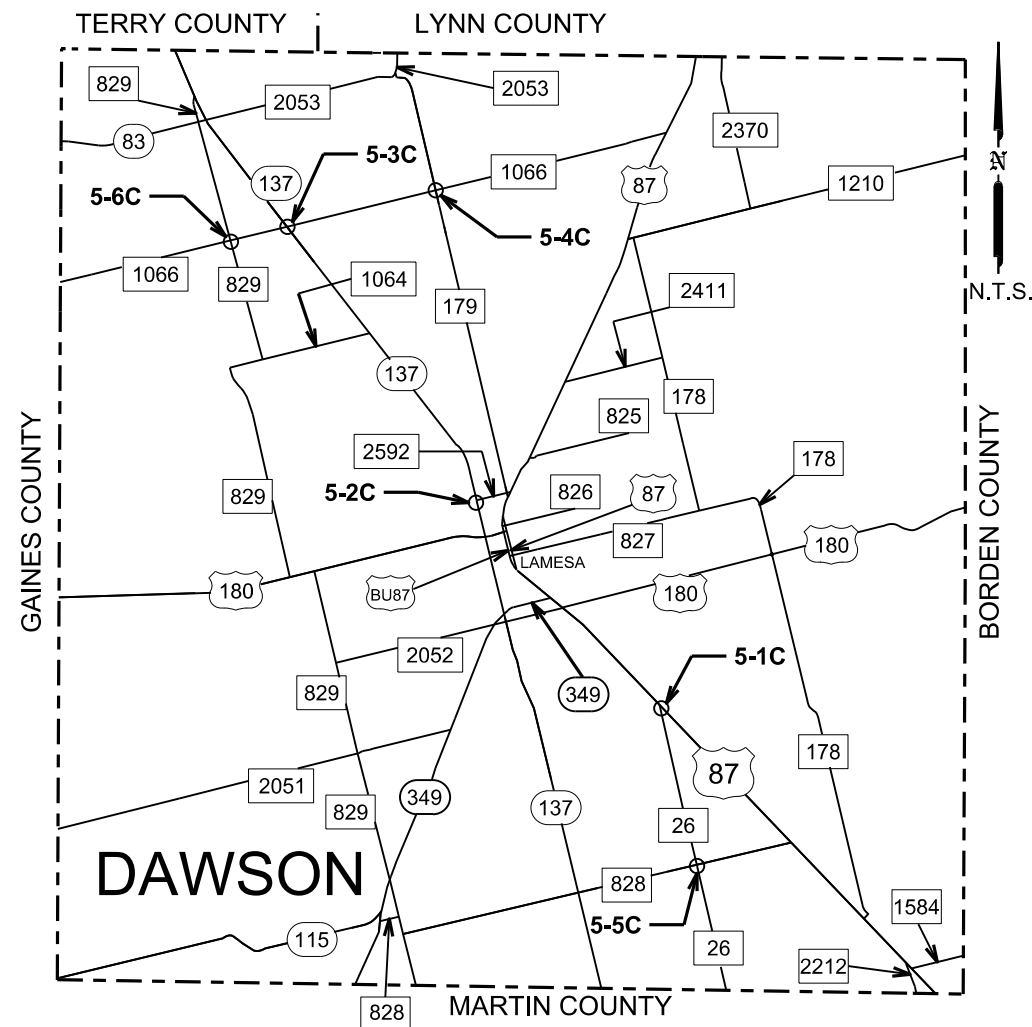 TERRY COUNTY
LYNN COUNTY
829
2053
2053
83
2370
137
5-3C
1066
87
1210
5-6C
5-4C
N
1066
829
1064
179
2411
N.T.S.
137
178
825
GAINES COUNTY
BORDEN COUNTY
2592
178
829
5-2C
826
87
827
180
LAMESA
180
BU87
180
2052
5-1C
829
349
178
87
2051
349
137
829
26
DAWSON
828
5-5C
1584
115
26
2212
828
MARTIN COUNTY